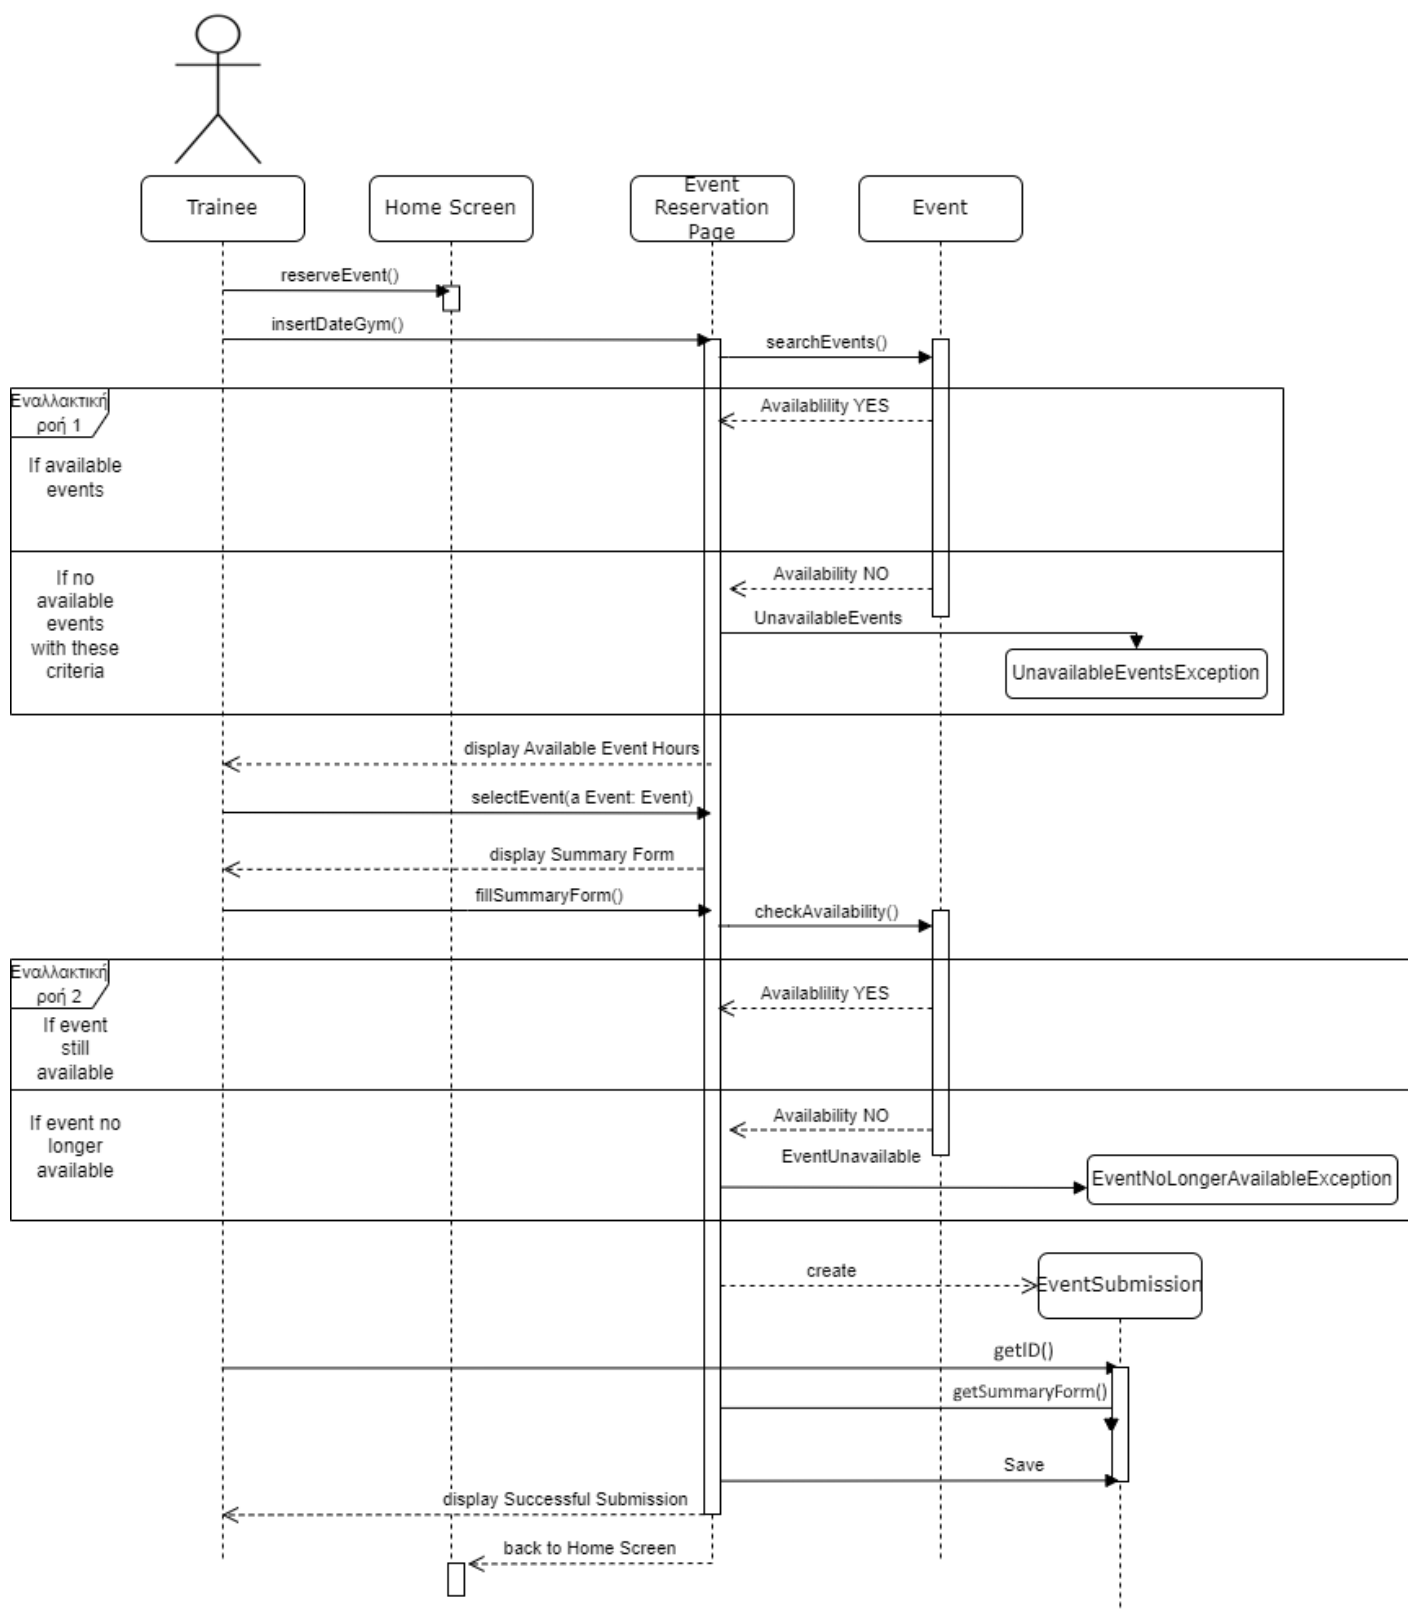 Trainee
Home Screen
Event
Reservation
Page
Event
reserveEvent()
insertDateGym()
searchEvents()
Εναλλακτική
ροή 1
Availablility YES
If available
events
If no
available
events
with these
criteria
Availability NO
UnavailableEvents
UnavailableEventsException
display Available Event Hours
selectEvent(a Event: Event)
display Summary Form
fillSummaryForm()
checkAvailability()
Εναλλακτική
ροή 2
Availablility YES
If event
still
available
If event no
longer
available
Availability NO
EventUnavailable
EventNoLongerAvailableException
create
EventSubmission
getID()
getSummaryForm()
Save
display Successful Submission
back to Home Screen